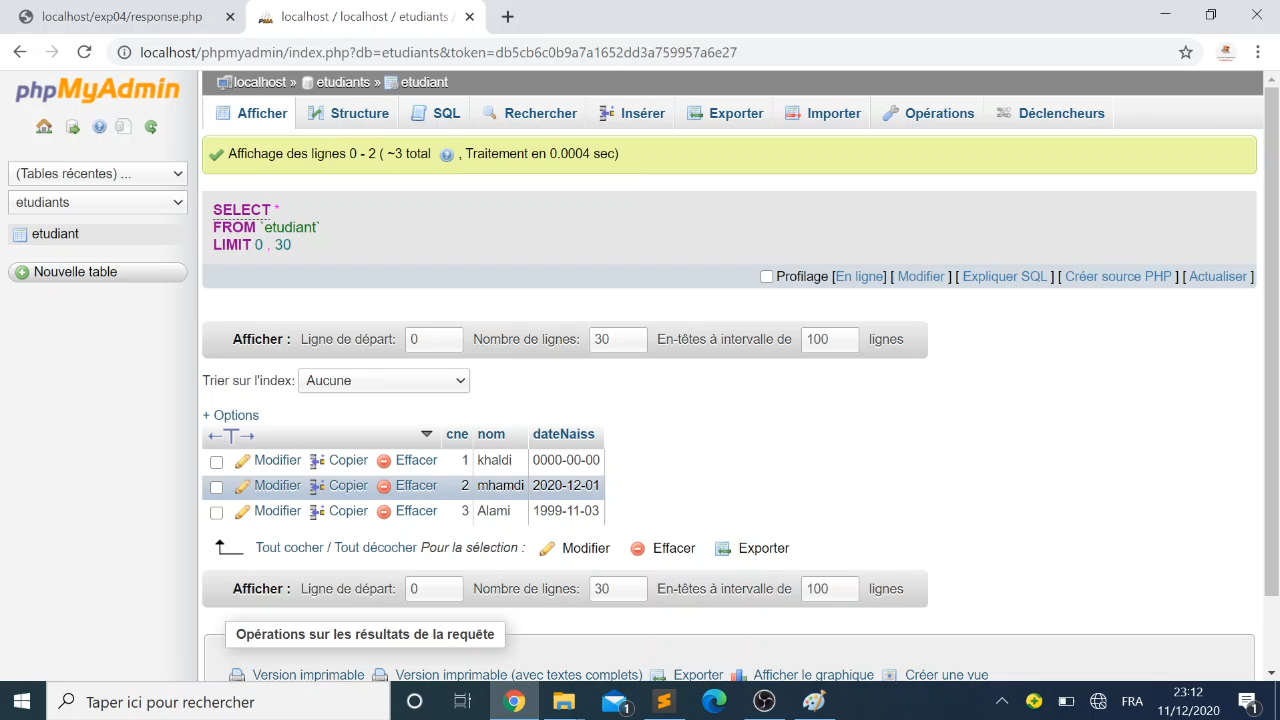 localhost/exp04/response.php
localhost / localhost / etudiants /
localhost/phpmyadmin/index.php?db=etudiants&token=db5cb6c0b9a7a1652dd3a759957a6e27
phpMyAdmin
localhost » etudiants » etudiant
Afficher Structure SQL Rechercher Insérer Exporter Importer Opérations Déclencheurs
Affichage des lignes 0 - 2 ( ~3 total , Traitement en 0.0004 sec)
(Tables récentes) ...
etudiants
etudiant
Nouvelle table
SELECT *
FROM `etudiant`
LIMIT 0 , 30
Profilage [En ligne] [ Modifier ] [ Expliquer SQL ] [ Créer source PHP ] [ Actualiser ]
Afficher : Ligne de départ: 0 Nombre de lignes: 30 En-têtes à intervalle de 100 lignes
Trier sur l'index: Aucune
+ Options
←T→ cne nom dateNaiss
Modifier Copier Effacer 1 khaldi 0000-00-00
Modifier Copier Effacer 2 mhamdi 2020-12-01
Modifier Copier Effacer 3 Alami 1999-11-03
Tout cocher / Tout décocher Pour la sélection : Modifier Effacer Exporter
Afficher : Ligne de départ: 0 Nombre de lignes: 30 En-têtes à intervalle de 100 lignes
Opérations sur les résultats de la requête
Version imprimable Version imprimable (avec textes complets) Exporter Afficher le graphique Créer une vue
Taper ici pour rechercher
1
FRA
23:12
11/12/2020
1